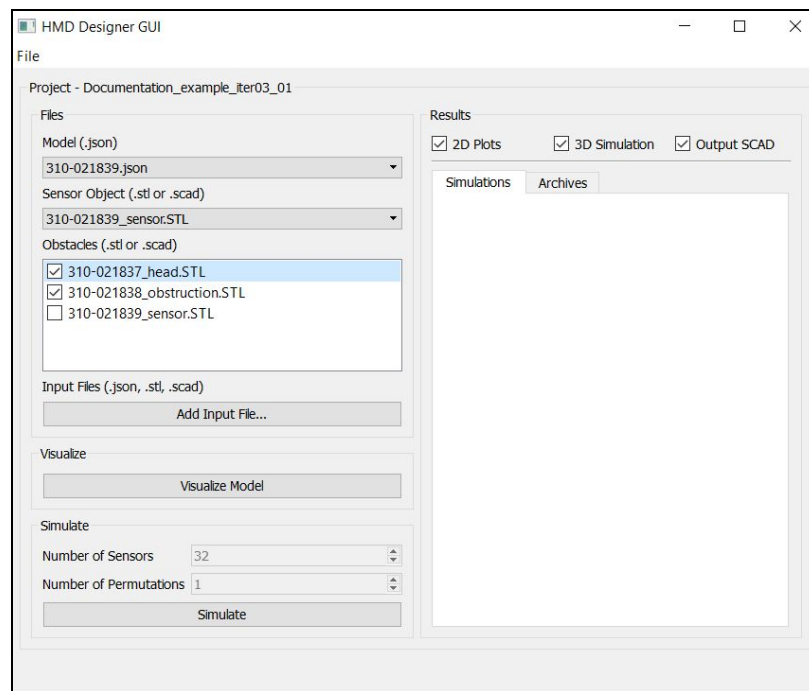 HMD Designer GUI
File
Project - Documentation_example_iter03_01
Files
Model (.json)
310-021839.json
Sensor Object (.stl or .scad)
310-021839_sensor.STL
Obstacles (.stl or .scad)
310-021837_head.STL
310-021838_obstruction.STL
310-021839_sensor.STL
Input Files (.json, .stl, .scad)
Add Input File...
Visualize
Visualize Model
Simulate
Number of Sensors 32
Number of Permutations 1
Simulate
Results
2D Plots 3D Simulation Output SCAD
Simulations Archives